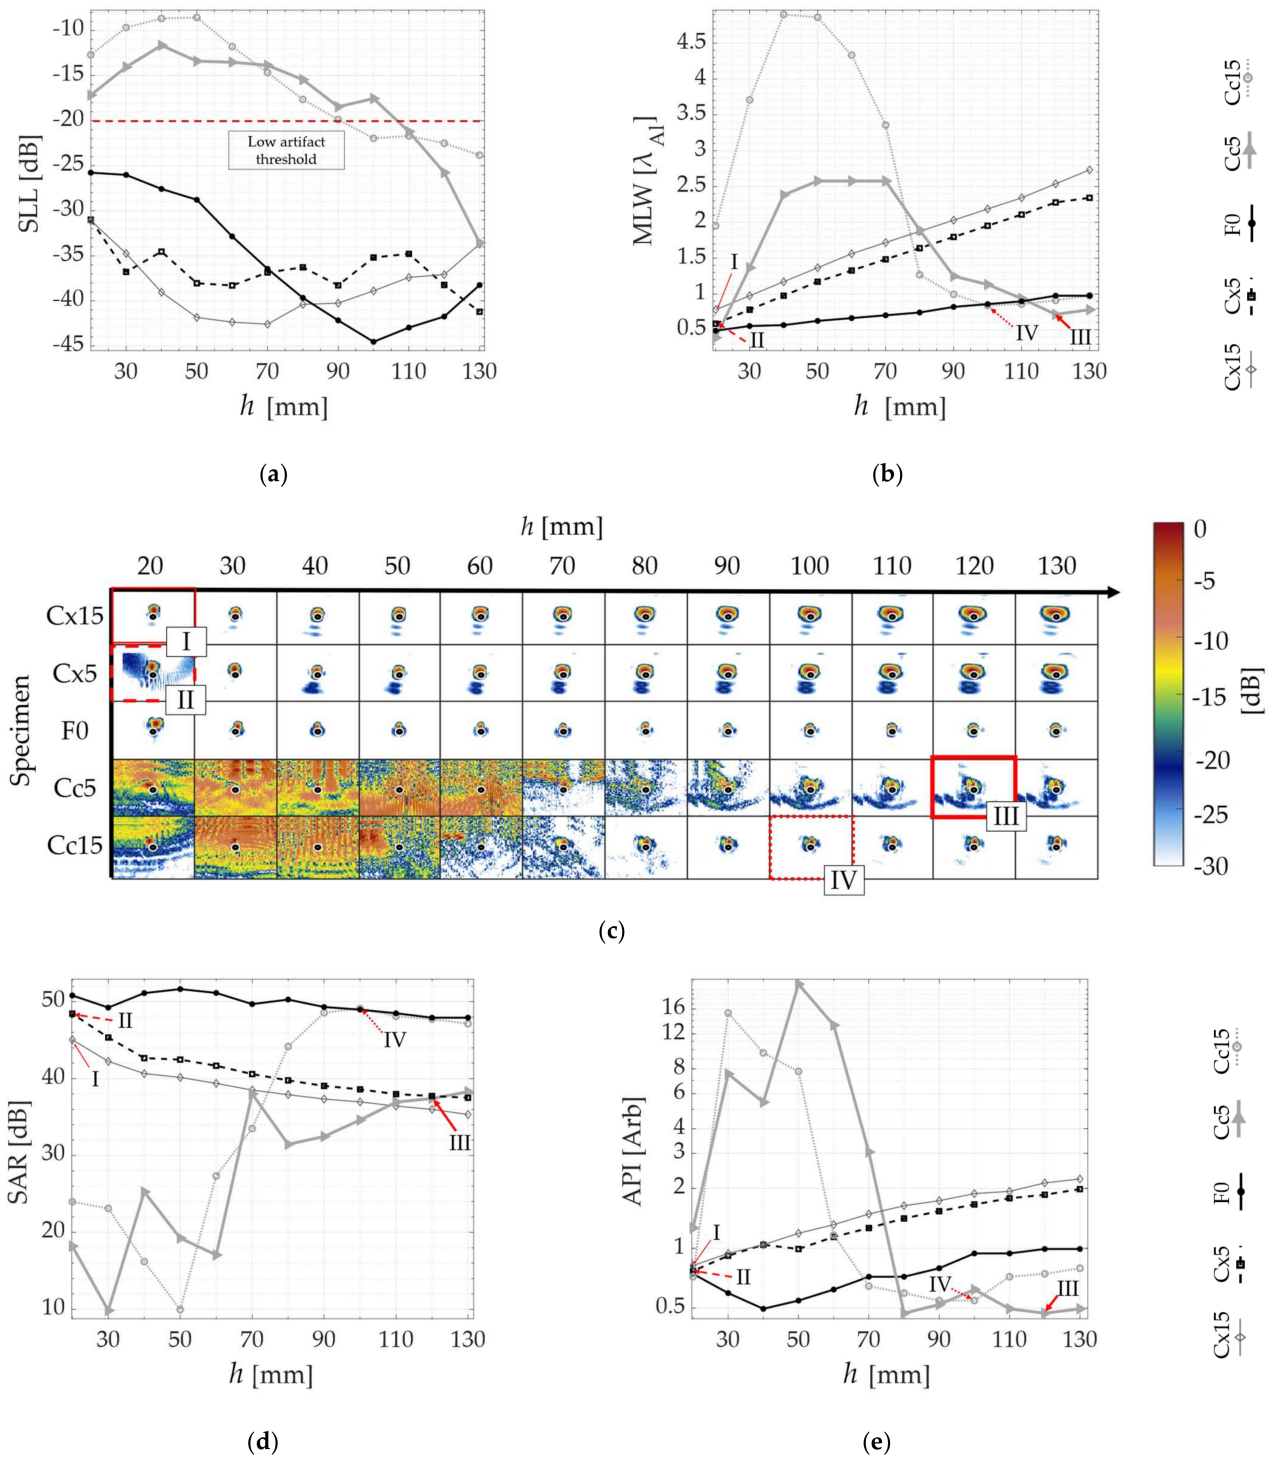 -10
-15
-20
-25
-30
-35
-40
-45
SLL [dB]
Low artifact
threshold
30 50 70 90 110 130
h [mm]
(a)
4.5
4
3.5
3
2.5
2
1.5
1
0.5
MLW [λ AI]
I
II
III
IV
30 50 70 90 110 130
h [mm]
(b)
Cc15
Cc5
F0
Cx5
Cx15
h [mm]
20 30 40 50 60 70 80 90 100 110 120 130
Specimen
Cx15
I
Cx5
II
F0
Cc5
III
Cc15
IV
0
-5
-10
-15
-20
-25
-30
[dB]
(c)
50
40
30
20
10
SAR [dB]
II
I
IV
III
30 50 70 90 110 130
h [mm]
(d)
16
12
8
6
4
3
2
1
0.5
API [Arb]
I
II
IV
III
30 50 70 90 110 130
h [mm]
(e)
Cc15
Cc5
F0
Cx5
Cx15